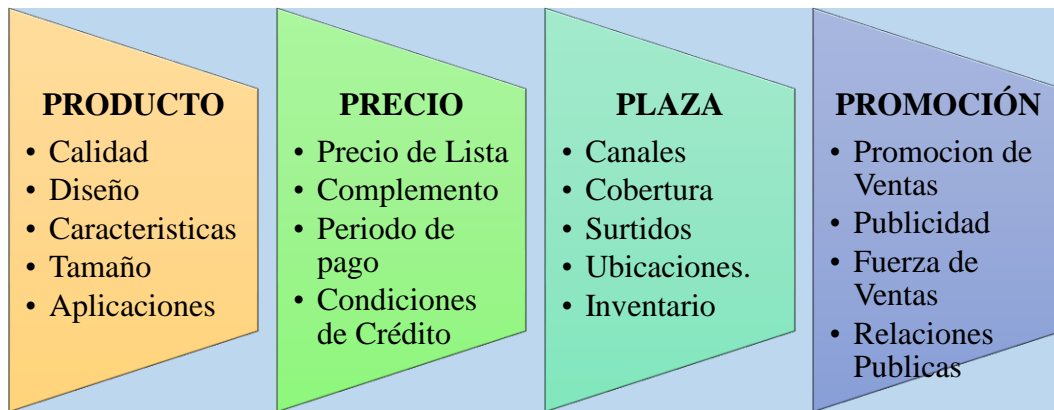 PRODUCTO
• Calidad
• Diseño
• Caracteristicas
• Tamaño
• Aplicaciones
PRECIO
• Precio de Lista
• Complemento
• Periodo de
pago
• Condiciones
de Crédito
PLAZA
• Canales
• Cobertura
• Surtidos
• Ubicaciones.
• Inventario
PROMOCIÓN
• Promocion de
Ventas
• Publicidad
• Fuerza de
Ventas
• Relaciones
Publicas